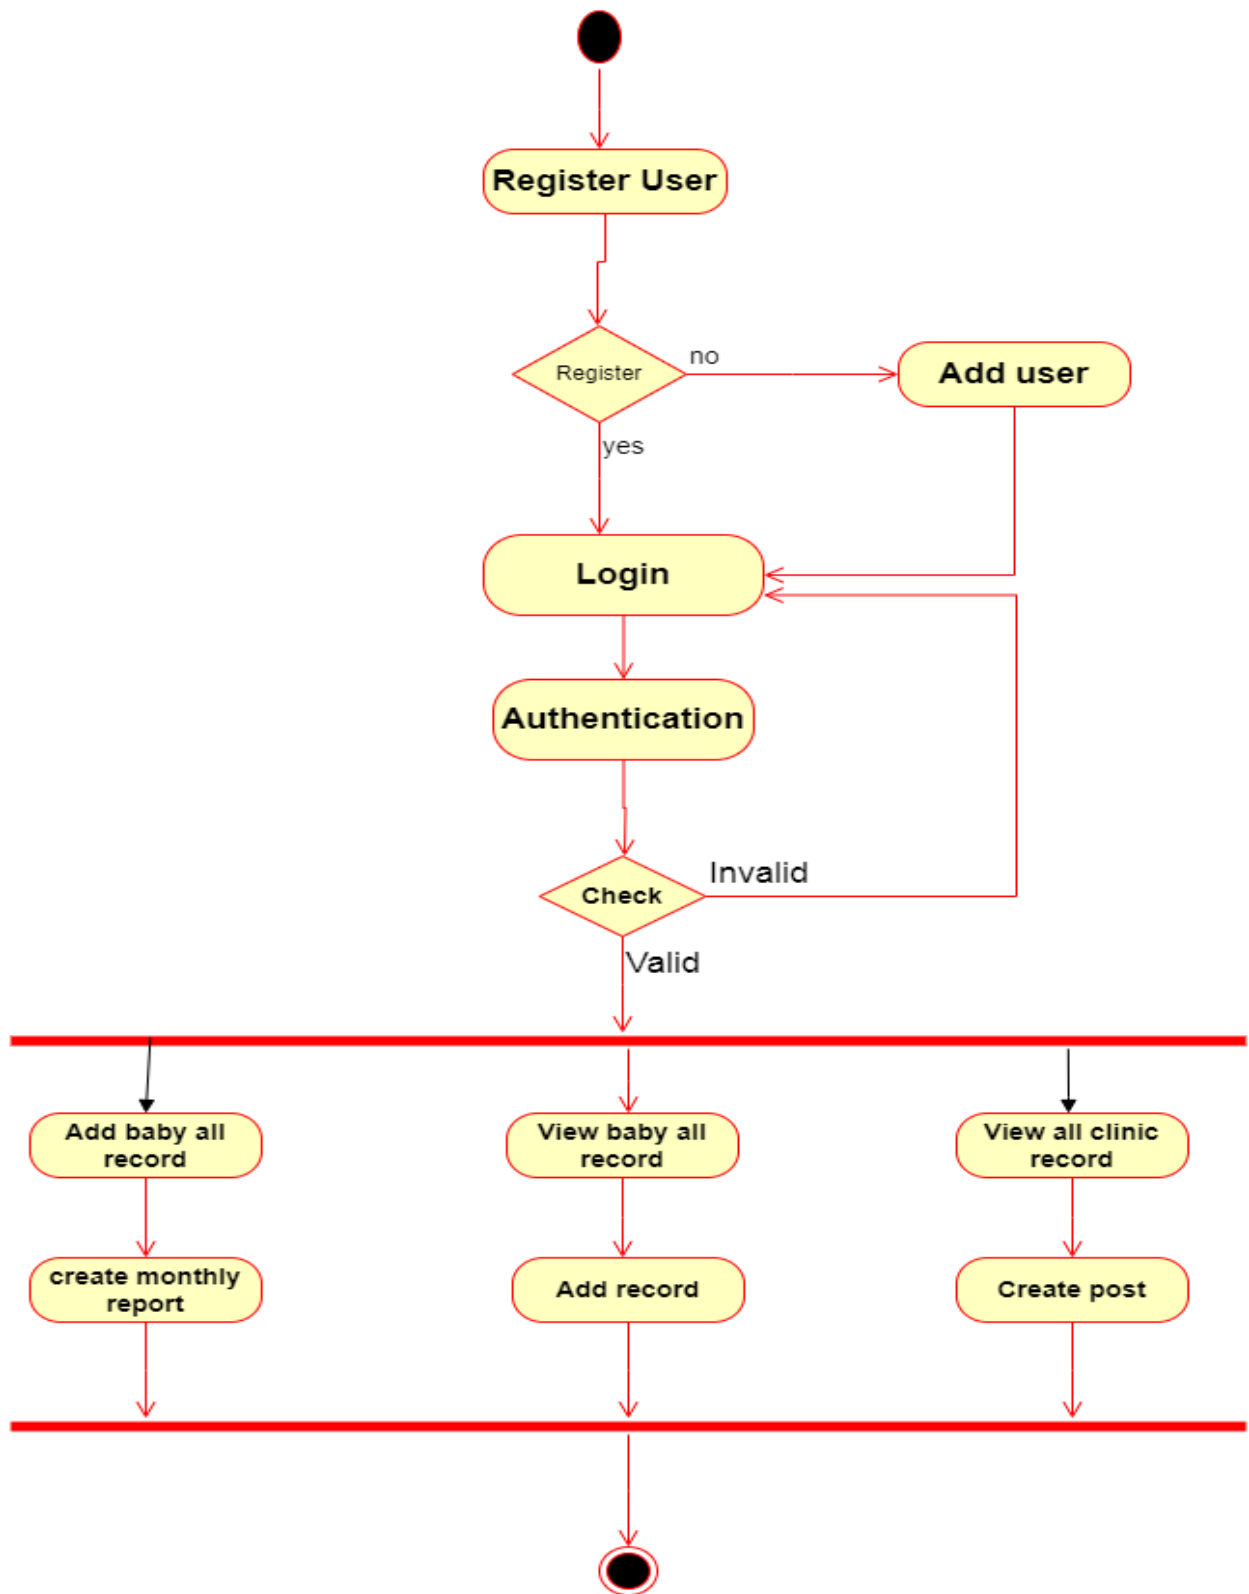 Register User
Register
no
Add user
yes
Login
Authentication
Check
Invalid
Valid
Add baby all
record
View baby all
record
View all clinic
record
create monthly
report
Add record
Create post